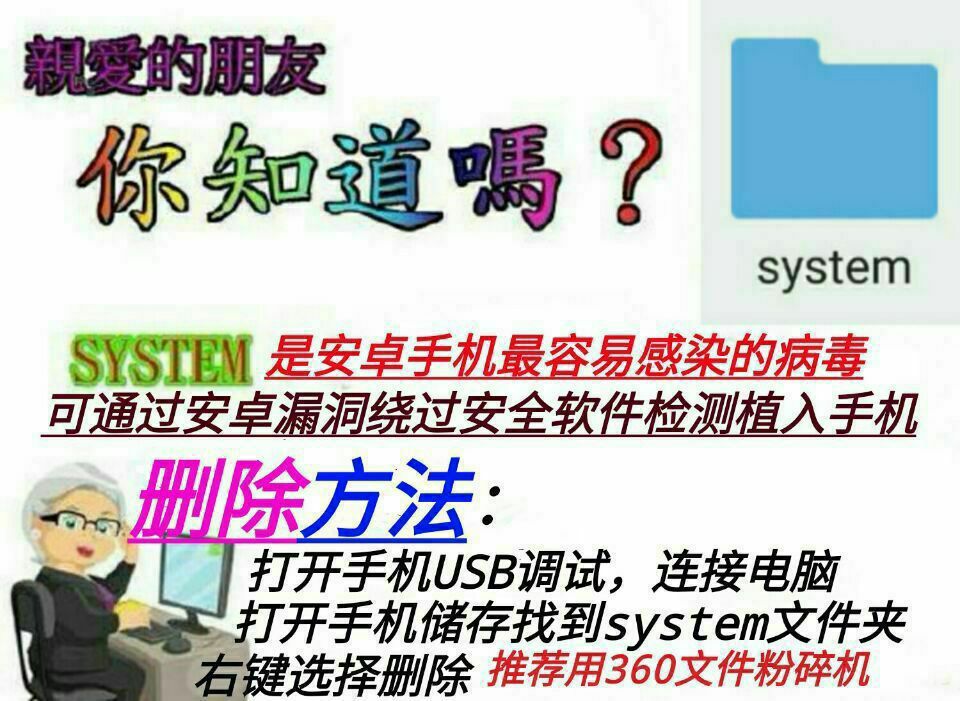 親愛的朋友
你知道嗎？
system
SYSTEM 是安卓手机最容易感染的病毒
可通过安卓漏洞绕过安全软件检测植入手机
删除方法：
打开手机USB调试，连接电脑
打开手机储存找到system文件夹
右键选择删除 推荐用360文件粉碎机